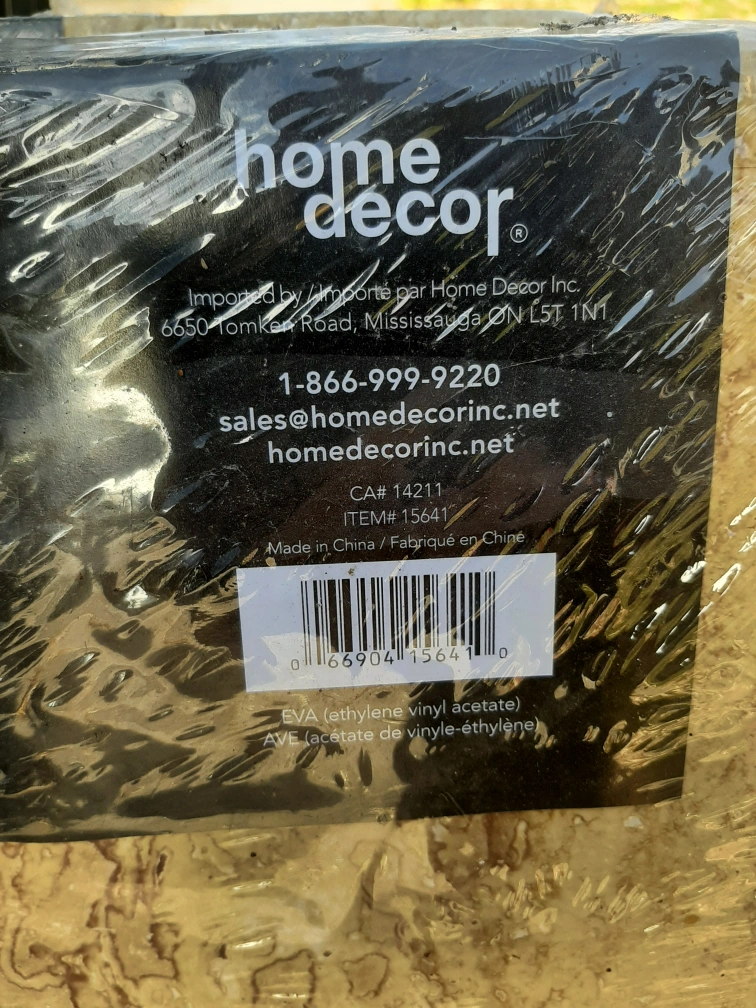 home
decor®
Imported by / Importé par Home Decor Inc.
6650 Tomken Road, Mississauga ON L5T 1N1
1-866-999-9220
sales@homedecorinc.net
homedecorinc.net
CA# 14211
ITEM# 15641
Made in China / Fabriqué en Chine
0 66904 15641 0
EVA (ethylene vinyl acetate)
AVE (acétate de vinyle-éthylène)